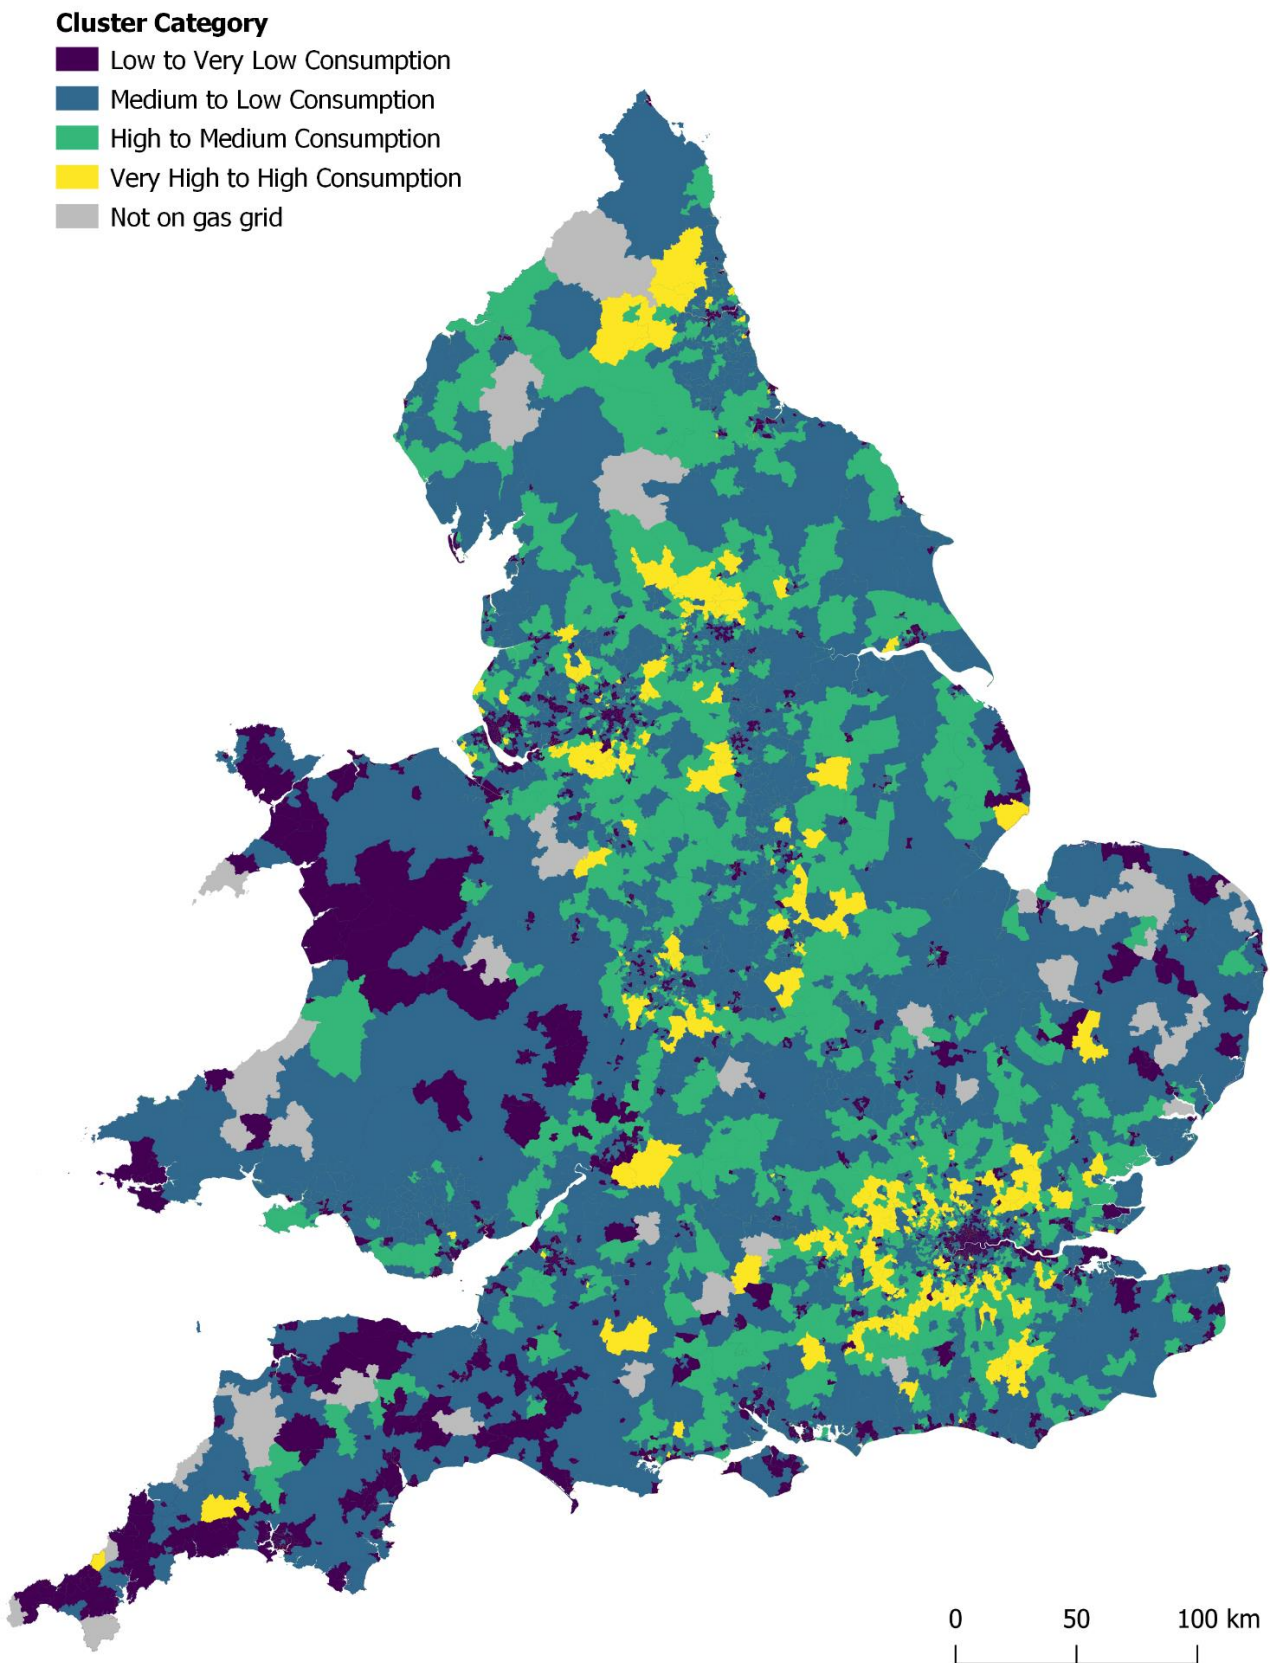 Cluster Category
Low to Very Low Consumption
Medium to Low Consumption
High to Medium Consumption
Very High to High Consumption
Not on gas grid
0 50 100 km